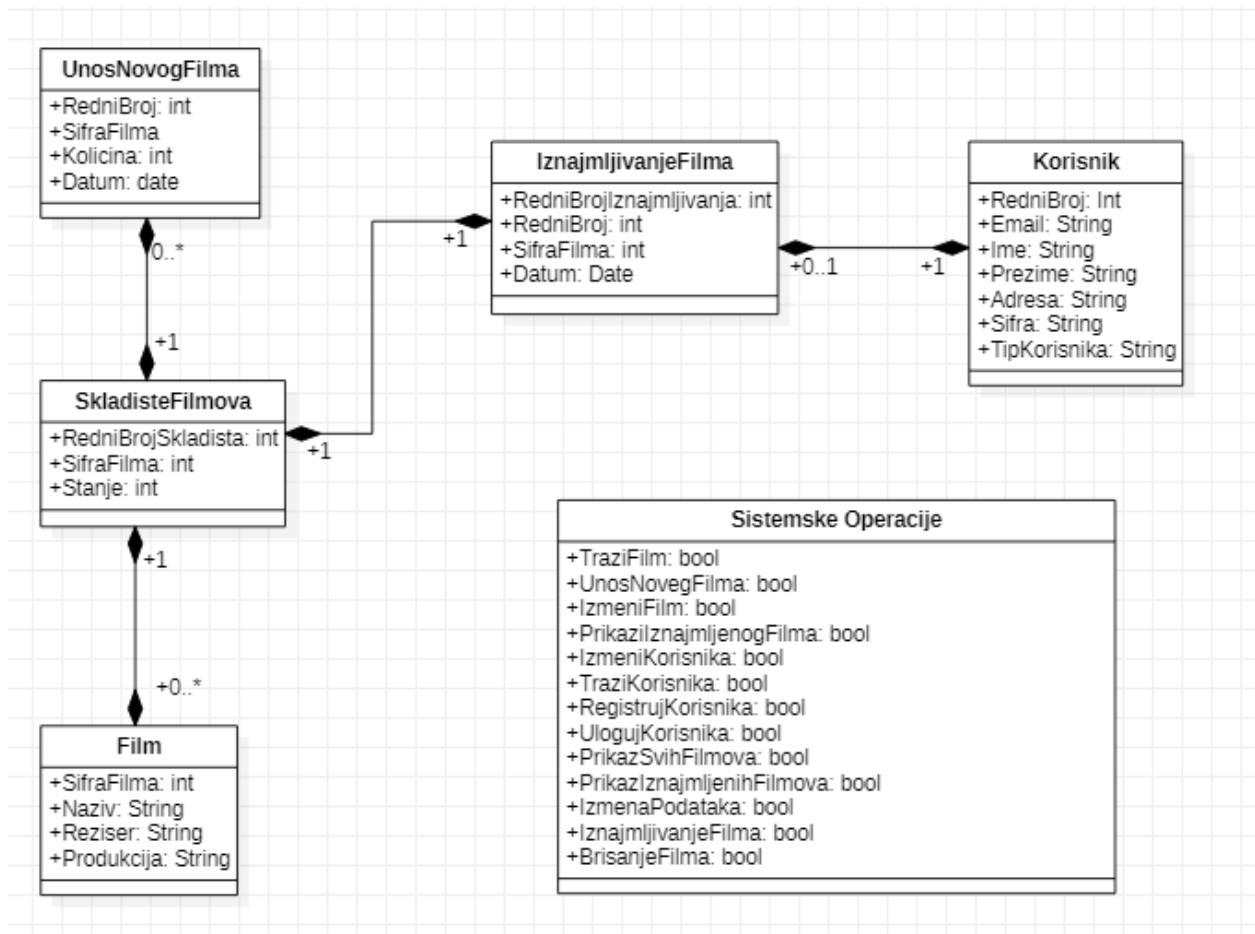 UnosNovogFilma
+RedniBroj: int
+SifraFilma
+Kolicina: int
+Datum: date
0..*
+1
SkladisteFilmova
+RedniBrojSkladista: int
+SifraFilma: int
+Stanje: int
+1
+1
+0..*
Film
+SifraFilma: int
+Naziv: String
+Reziser: String
+Produkcija: String
IznajmljivanjeFilma
+RedniBrojIznajmljivanja: int
+RedniBroj: int
+SifraFilma: int
+Datum: Date
+1
+0..1
+1
Korisnik
+RedniBroj: Int
+Email: String
+Ime: String
+Prezime: String
+Adresa: String
+Sifra: String
+TipKorisnika: String
Sistemske Operacije
+TraziFilm: bool
+UnosNovegFilma: bool
+IzmeniFilm: bool
+PrikaziIznajmljenogFilma: bool
+IzmeniKorisnika: bool
+TraziKorisnika: bool
+RegistrujKorisnika: bool
+UlogujKorisnika: bool
+PrikazSvihFilmova: bool
+PrikazIznajmljenihFilmova: bool
+IzmenaPodataka: bool
+IznajmljivanjeFilma: bool
+BrisanjeFilma: bool